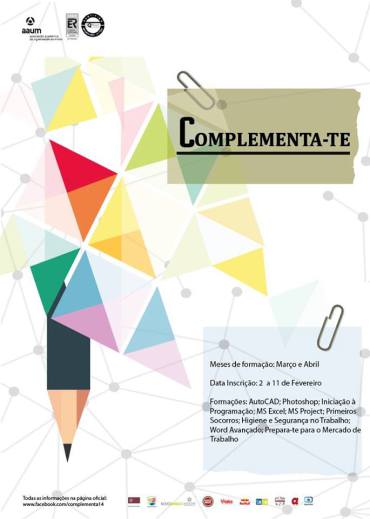 aaum
ER
COMPLEMENTA-TE
Meses de formação: Março e Abril
Data Inscrição: 2 a 11 de Fevereiro
Formações: AutoCAD; Photoshop; Iniciação à
Programação; MS Excel; MS Project; Primeiros
Socorros; Higiene e Segurança no Trabalho;
Word Avançado; Prepara-te para o Mercado de
Trabalho
Todas as informações na página oficial:
www.facebook.com/complementa14